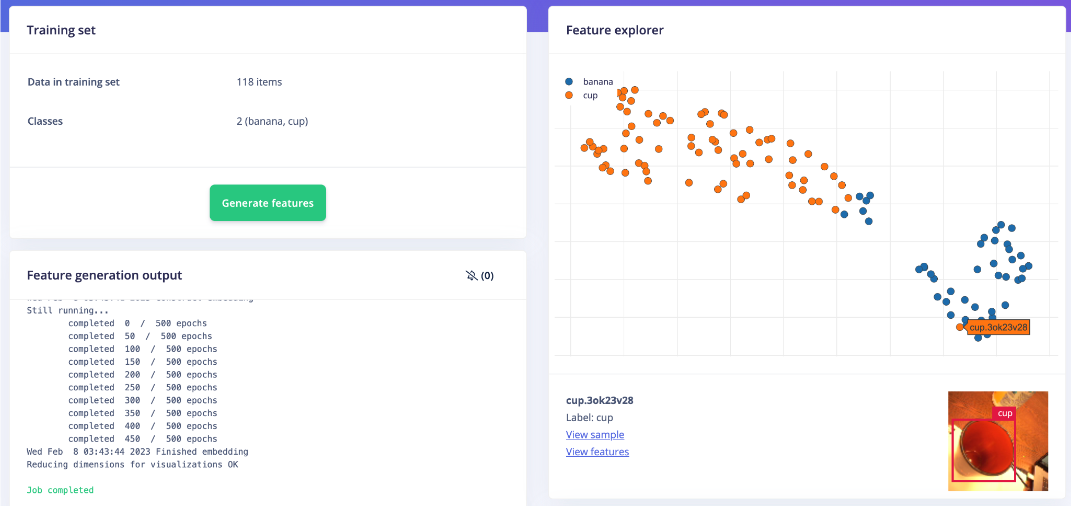 Training set
Data in training set 118 items
Classes 2 (banana, cup)
Generate features
Feature generation output (0)
Still running...
completed 0 / 500 epochs
completed 50 / 500 epochs
completed 100 / 500 epochs
completed 150 / 500 epochs
completed 200 / 500 epochs
completed 250 / 500 epochs
completed 300 / 500 epochs
completed 350 / 500 epochs
completed 400 / 500 epochs
completed 450 / 500 epochs
Wed Feb 8 03:43:44 2023 Finished embedding
Reducing dimensions for visualizations OK
Job completed
Feature explorer
banana
cup
cup.3ok23v28
cup.3ok23v28
Label: cup
View sample
View features
cup